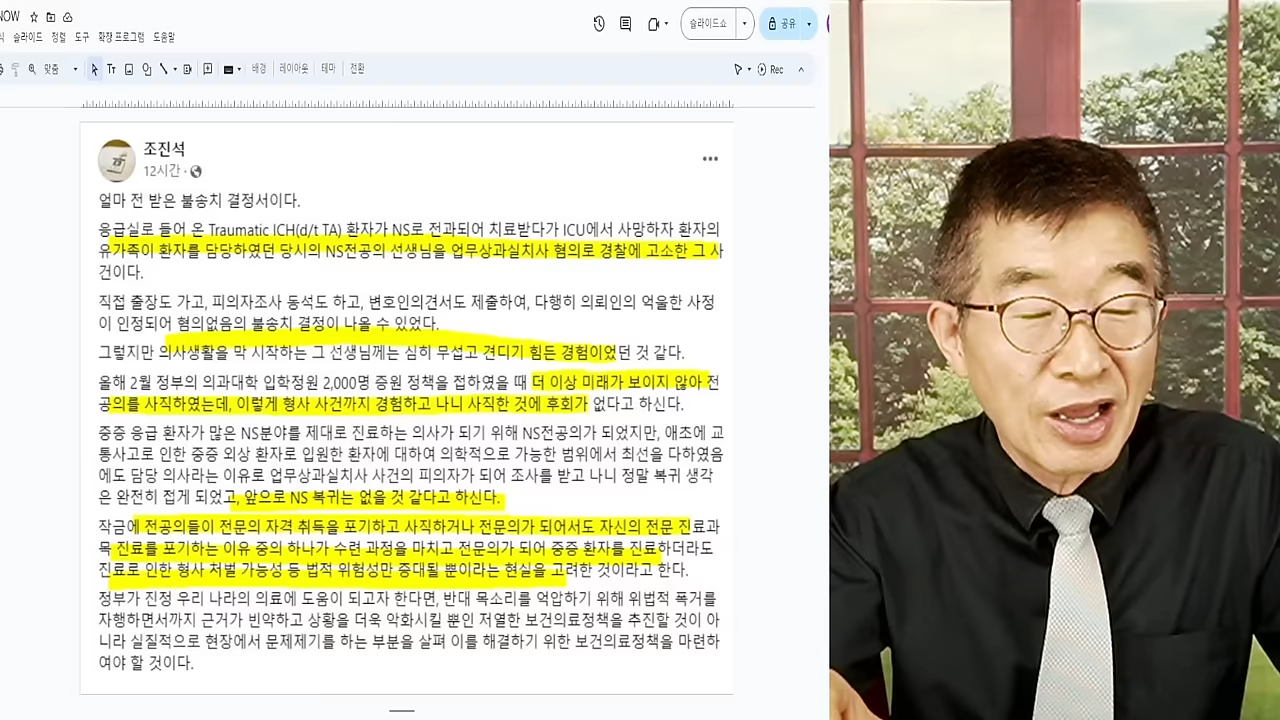 NOW
슬라이드 정렬 도구 확장 프로그램 도움말
슬라이드쇼
공유
맞춤
배경
레이아웃
테마
전환
Rec
조진석
12시간
얼마 전 받은 불송치 결정서이다.
응급실로 들어 온 Traumatic ICH(d/t TA) 환자가 NS로 전과되어 치료받다가 ICU에서 사망하자 환자의
유가족이 환자를 담당하였던 당시의 NS전공의 선생님을 업무상과실치사 혐의로 경찰에 고소한 그 사
건이다.
직접 출장도 가고, 피의자조사 동석도 하고, 변호인의견서도 제출하여, 다행히 의뢰인의 억울한 사정
이 인정되어 혐의없음의 불송치 결정이 나올 수 있었다.
그렇지만 의사생활을 막 시작하는 그 선생님께는 심히 무섭고 견디기 힘든 경험이었던 것 같다.
올해 2월 정부의 의과대학 입학정원 2,000명 증원 정책을 접하였을 때 더 이상 미래가 보이지 않아 전
공의를 사직하였는데, 이렇게 형사 사건까지 경험하고 나니 사직한 것에 후회가 없다고 하신다.
중증 응급 환자가 많은 NS분야를 제대로 진료하는 의사가 되기 위해 NS전공의가 되었지만, 애초에 교
통사고로 인한 중증 외상 환자로 입원한 환자에 대하여 의학적으로 가능한 범위에서 최선을 다하였음
에도 담당 의사라는 이유로 업무상과실치사 사건의 피의자가 되어 조사를 받고 나니 정말 복귀 생각
은 완전히 접게 되었고, 앞으로 NS 복귀는 없을 것 같다고 하신다.
작금에 전공의들이 전문의 자격 취득을 포기하고 사직하거나 전문의가 되어서도 자신의 전문 진료과
목 진료를 포기하는 이유 중의 하나가 수련 과정을 마치고 전문의가 되어 중증 환자를 진료하더라도
진료로 인한 형사 처벌 가능성 등 법적 위험성만 증대될 뿐이라는 현실을 고려한 것이라고 한다.
정부가 진정 우리 나라의 의료에 도움이 되고자 한다면, 반대 목소리를 억압하기 위해 위법적 폭거를
자행하면서까지 근거가 빈약하고 상황을 더욱 악화시킬 뿐인 저열한 보건의료정책을 추진할 것이 아
니라 실질적으로 현장에서 문제제기를 하는 부분을 살펴 이를 해결하기 위한 보건의료정책을 마련하
여야 할 것이다.